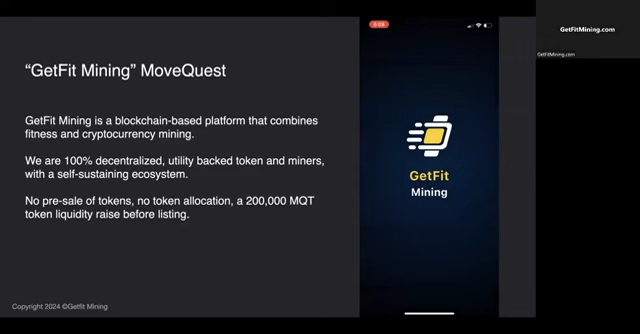 “GetFit Mining” MoveQuest
GetFit Mining is a blockchain-based platform that combines
fitness and cryptocurrency mining.
We are 100% decentralized, utility backed token and miners,
with a self-sustaining ecosystem.
No pre-sale of tokens, no token allocation, a 200,000 MQT
token liquidity raise before listing.
Copyright 2024 ©Getfit Mining
6:08
GetFit
Mining
GetFitMining.com
GetFitMining.com